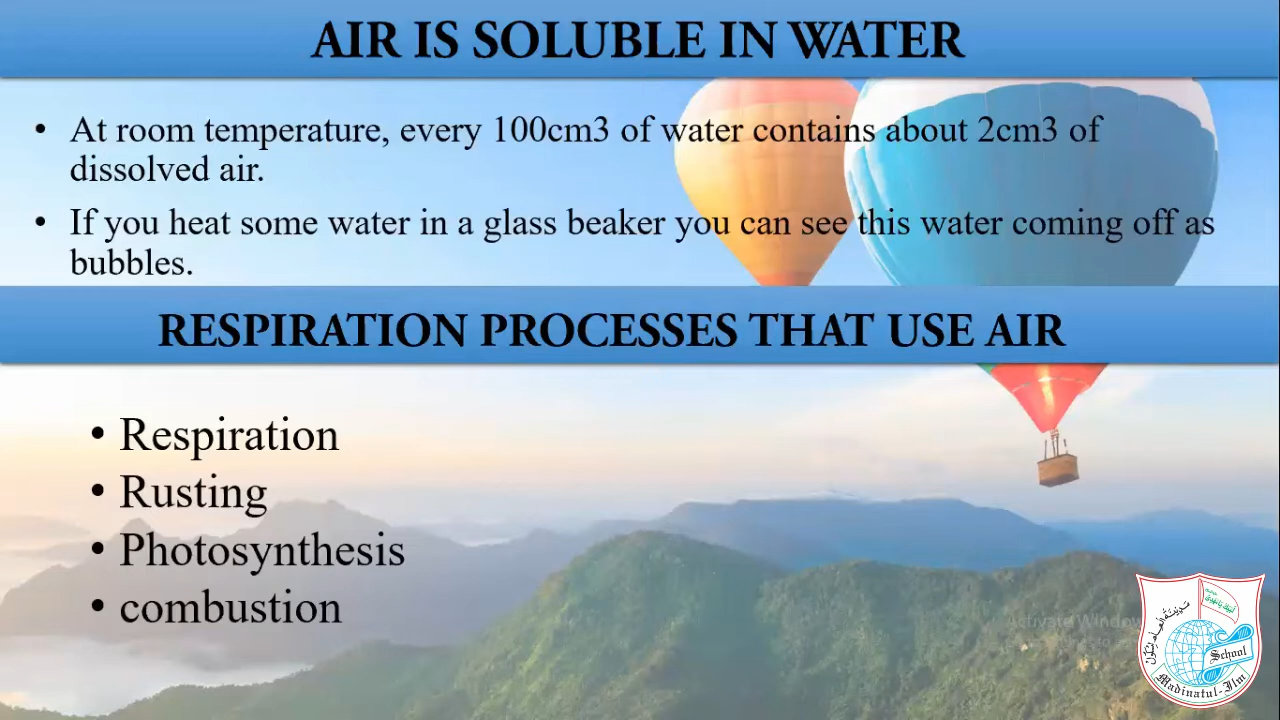 AIR IS SOLUBLE IN WATER
• At room temperature, every 100cm3 of water contains about 2cm3 of
dissolved air.
• If you heat some water in a glass beaker you can see this water coming off as
bubbles.
RESPIRATION PROCESSES THAT USE AIR
• Respiration
• Rusting
• Photosynthesis
• combustion
Activate Window
School
Madinatul-Ilm